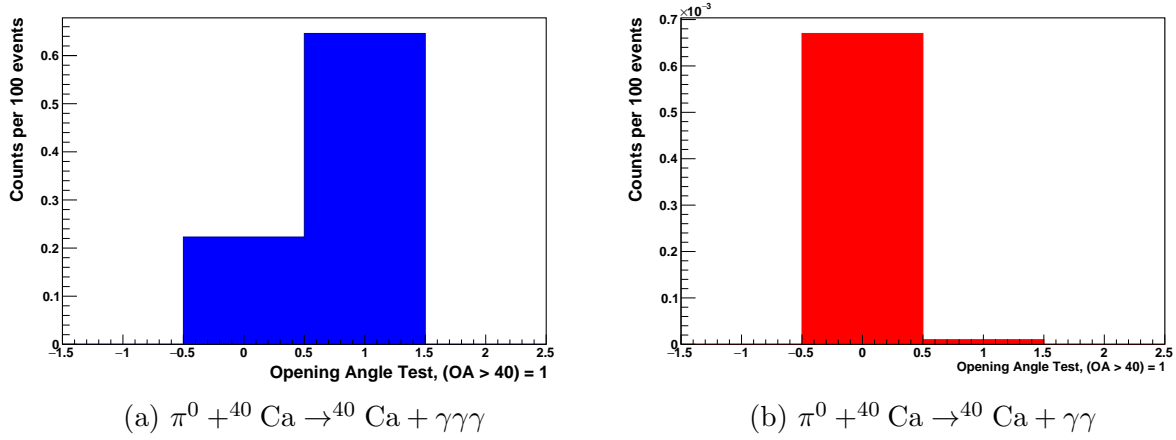 Counts per 100 events
0.6
0.5
0.4
0.3
0.2
0.1
0
−1.5 −1 −0.5 0 0.5 1 1.5 2 2.5
Opening Angle Test, (OA > 40) = 1
(a) π⁰ +⁴⁰ Ca →⁴⁰ Ca + γγγ
×10⁻³
Counts per 100 events
0.7
0.6
0.5
0.4
0.3
0.2
0.1
0
−1.5 −1 −0.5 0 0.5 1 1.5 2 2.5
Opening Angle Test, (OA > 40) = 1
(b) π⁰ +⁴⁰ Ca →⁴⁰ Ca + γγ